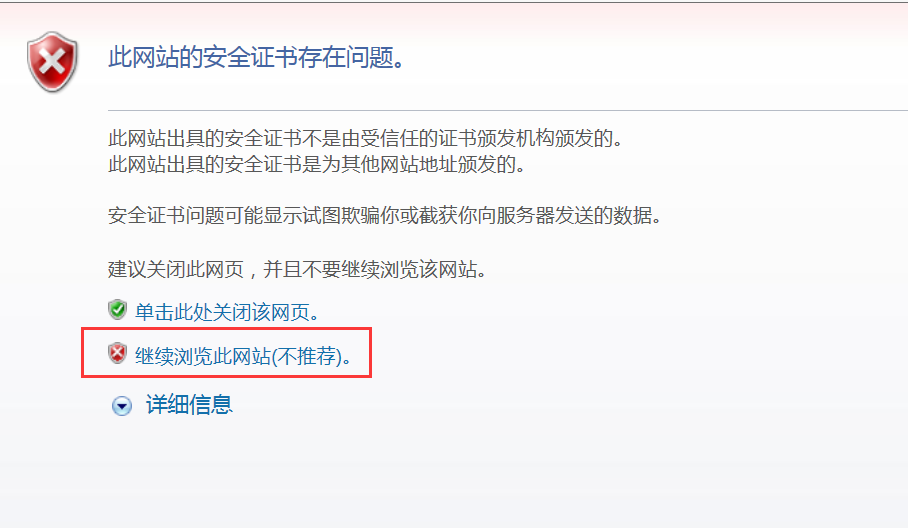 此网站的安全证书存在问题。
此网站出具的安全证书不是由受信任的证书颁发机构颁发的。
此网站出具的安全证书是为其他网站地址颁发的。
安全证书问题可能显示试图欺骗你或截获你向服务器发送的数据。
建议关闭此网页，并且不要继续浏览该网站。
单击此处关闭该网页。
继续浏览此网站(不推荐)。
详细信息